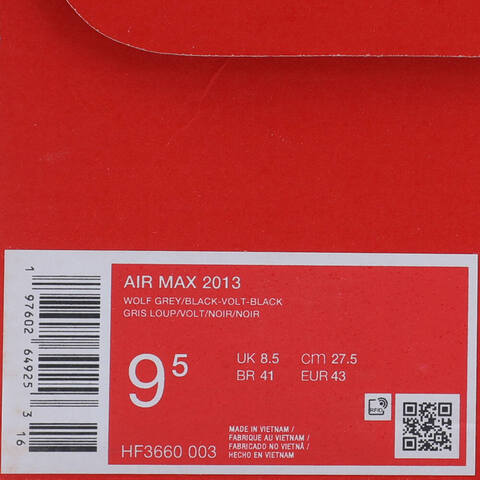 AIR MAX 2013
WOLF GREY/BLACK-VOLT-BLACK
GRIS LOUP/VOLT/NOIR/NOIR
9⁵
UK 8.5 cm 27.5
BR 41 EUR 43
RFID
MADE IN VIETNAM /
FABRIQUE AU VIETNAM /
FABRICADO NO VIETNÃ /
HECHO EN VIETNAM
HF3660 003
1 97602 64925 3 16